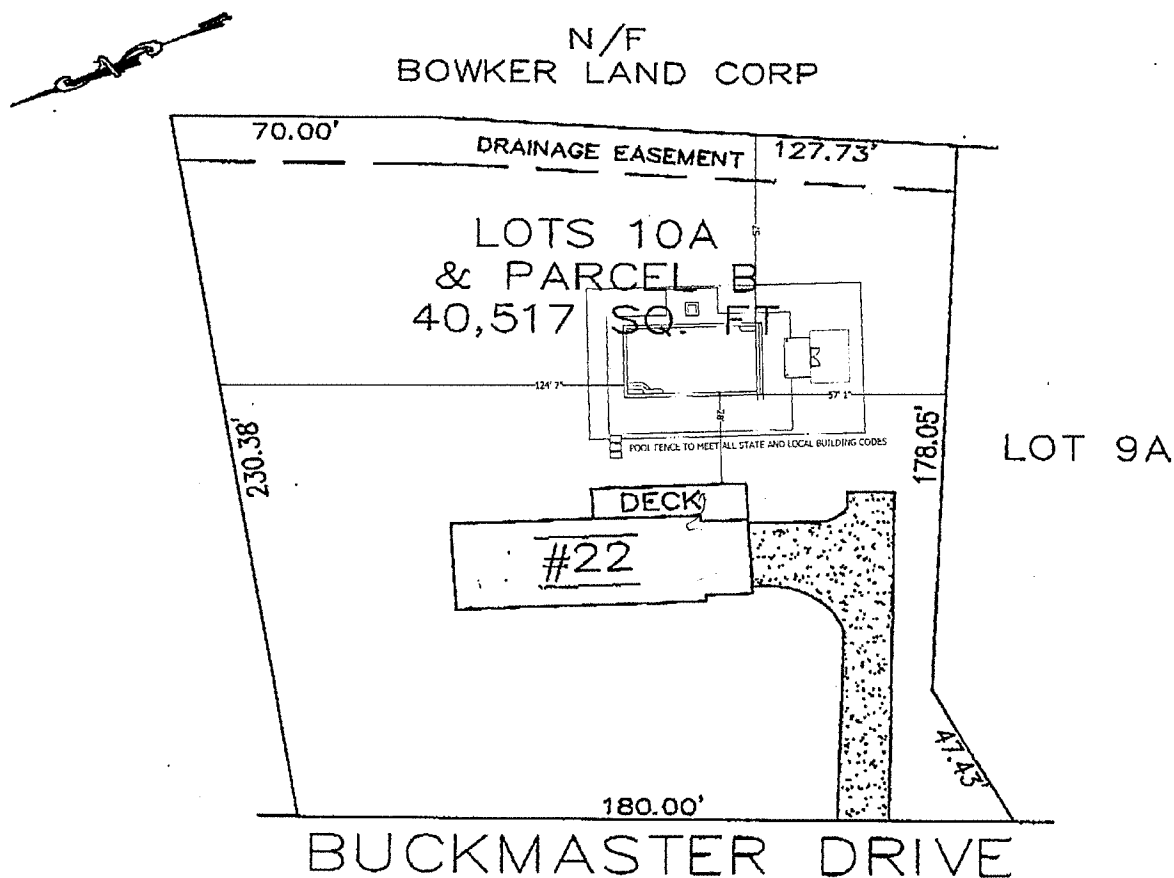 N/F
BOWKER LAND CORP
70.00'
DRAINAGE EASEMENT
127.73'
LOTS 10A
& PARCEL B
40,517 SQ. FT
124' 7"
57' 1"
28'
230.38'
178.05'
LOT 9A
POOL FENCE TO MEET ALL STATE AND LOCAL BUILDING CODES
DECK
#22
47.43'
180.00'
BUCKMASTER DRIVE